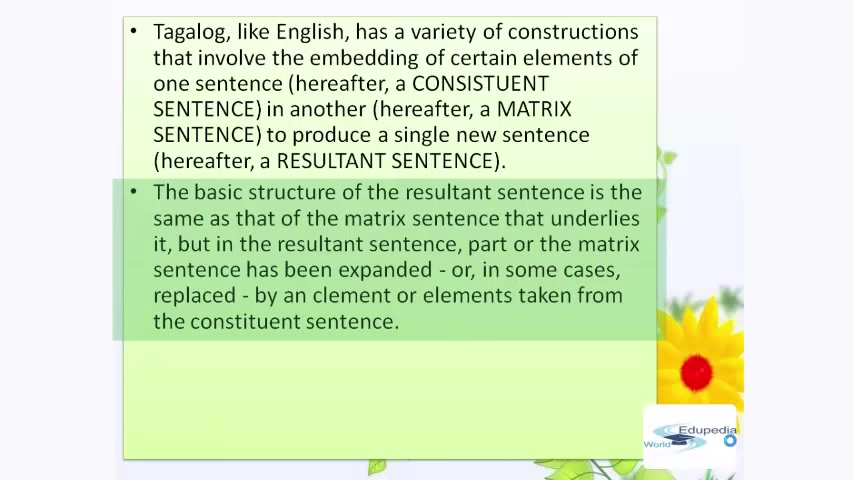 • Tagalog, like English, has a variety of constructions
that involve the embedding of certain elements of
one sentence (hereafter, a CONSISTUENT
SENTENCE) in another (hereafter, a MATRIX
SENTENCE) to produce a single new sentence
(hereafter, a RESULTANT SENTENCE).
• The basic structure of the resultant sentence is the
same as that of the matrix sentence that underlies
it, but in the resultant sentence, part or the matrix
sentence has been expanded - or, in some cases,
replaced - by an clement or elements taken from
the constituent sentence.
Edupedia
World